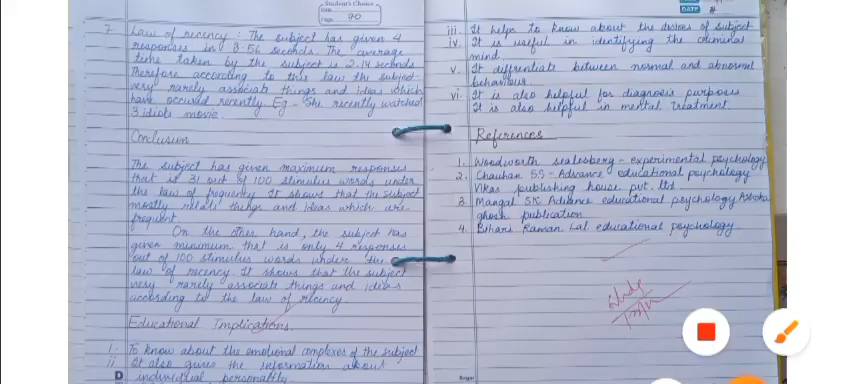 Student's Choice
Date
Page 90
7. Law of recency : The subject has given 4
responses in 8.56 seconds. The average
time taken by the subject is 2.14 seconds
Therefore according to this law the subject
very rarely associate things and ideas which
have occured recently. Eg - She recently watched
3 idiots movie.
Conclusion
The subject has given maximum responses
that is 31 out of 100 stimulus words under
the law of frequency. It shows that the subject
mostly relate things and ideas which are
frequent
On the other hand, the subject has
given minimum that is only 4 responses
out of 100 stimulus words under the
law of recency. It shows that the subject
very rarely associate things and ideas
according to the law of recency
Educational Implications.
i. To know about the emotional complexes of the subject
ii It also gives the information about
D individual personality
DATE
iii. It helps to know about the desires of subject
iv. It is useful in identifying the criminal
mind.
v. It differentiate between normal and abnormal
behaviour.
vi. It is also helpful for diagnosis purposes
It is also helpful in mental treatment.
References
1. Woodworth sealesberg - experimental psychology
2. Chauhan SS - Advance educational psychology
Vikas publishing house pvt. ltd
3 Mangal SK Advance educational psychology
ghosh publication
4. Bihari Raman Lal educational psychology.